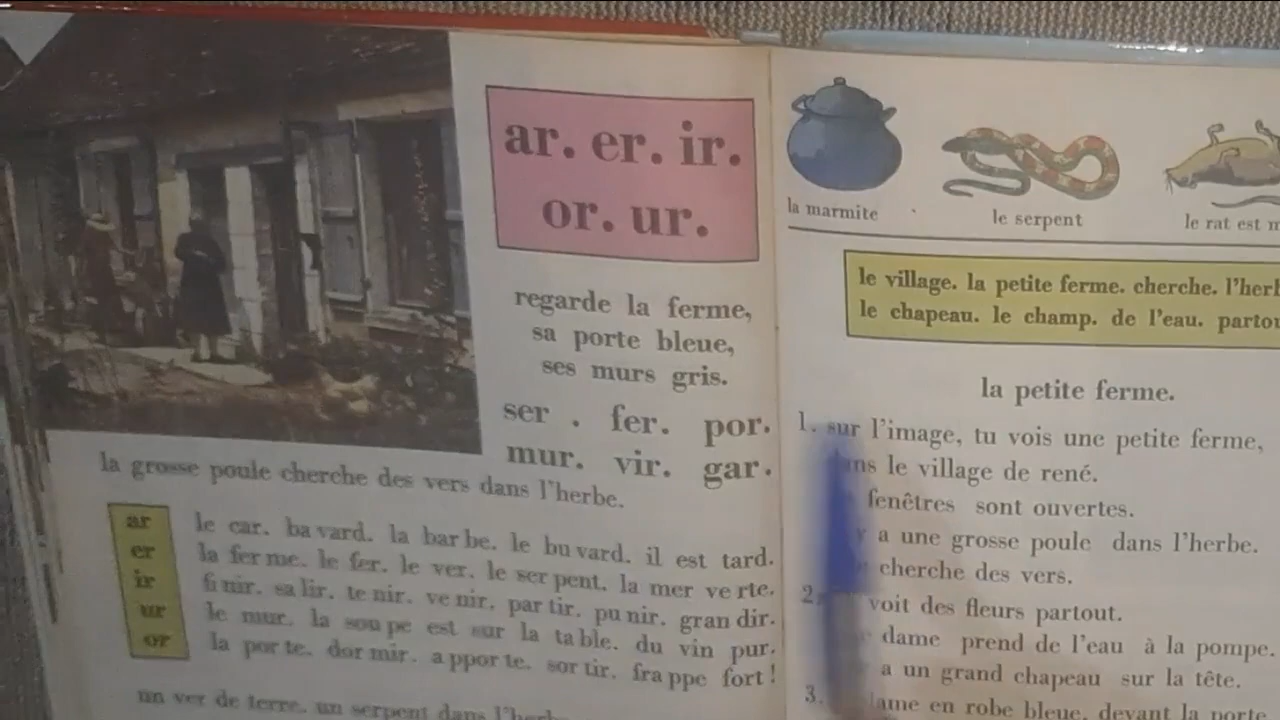 ar. er. ir.
or. ur.
regarde la ferme,
sa porte bleue,
ses murs gris.
ser . fer. por.
mur. vir. gar.
la grosse poule cherche des vers dans l'herbe.
ar
er
ir
ur
or
le car. ba vard. la bar be. le bu vard. il est tard.
la fer me. le fer. le ver. le ser pent. la mer ve rte.
fi nir. sa lir. te nir. ve nir. par tir. pu nir. gran dir.
le mur. la sou pe est sur la ta ble. du vin pur.
la por te. dor mir. a ppor te. sor tir. fra ppe fort !
un ver de terre. un serpent dans l'herbe
la marmite
le serpent
le rat est
le village. la petite ferme. cherche.
le chapeau. le champ. de l'eau.
la petite ferme.
1. sur l'image, tu vois une petite ferme,
le village de rené.
fenêtres sont ouvertes.
a une grosse poule dans l'herbe.
cherche des vers.
2. voit des fleurs partout.
dame prend de l'eau à la pompe.
a un grand chapeau sur la tête.
3. en robe bleue, devant la porte